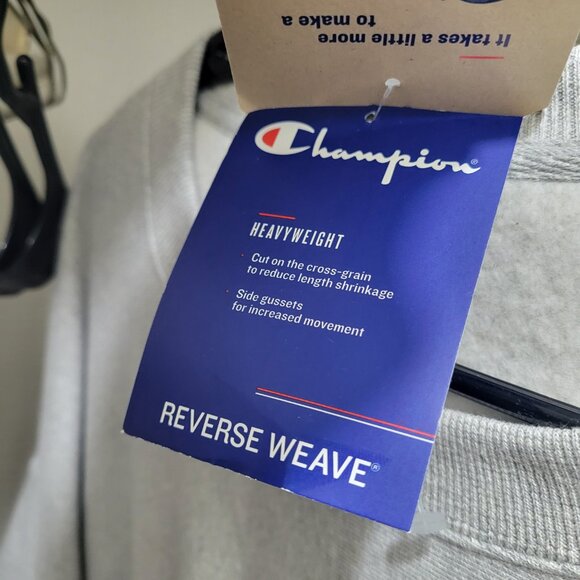 It takes a little more
to make a
Champion®
HEAVYWEIGHT
· Cut on the cross-grain
to reduce length shrinkage
· Side gussets
for increased movement
REVERSE WEAVE®